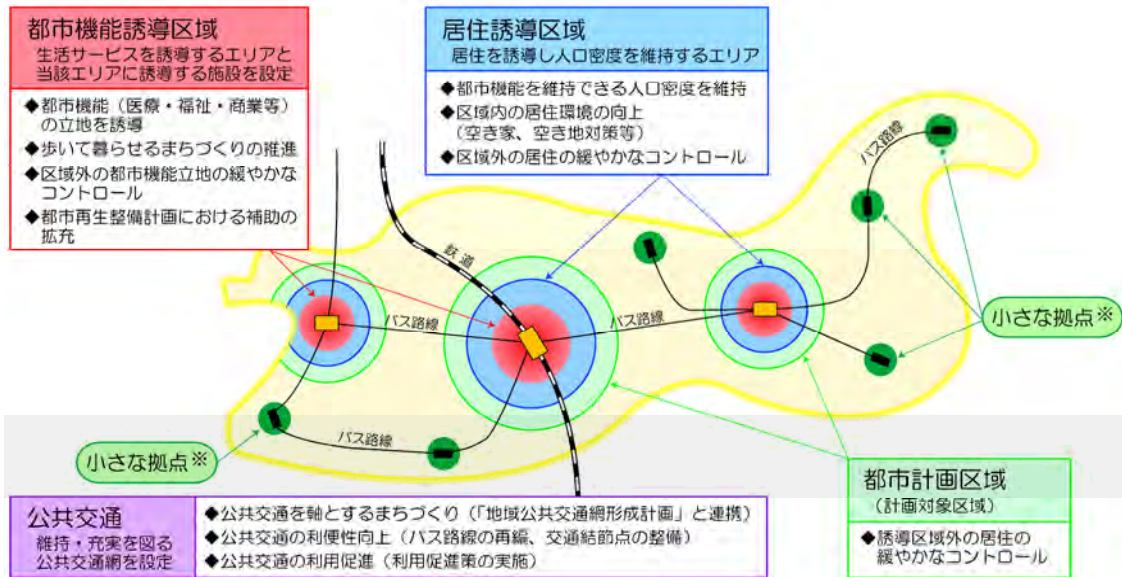 都市機能誘導区域
生活サービスを誘導するエリアと
当該エリアに誘導する施設を設定
◆都市機能（医療・福祉・商業等）
の立地を誘導
◆歩いて暮らせるまちづくりの推進
◆区域外の都市機能立地の緩やかな
コントロール
◆都市再生整備計画における補助の
拡充
居住誘導区域
居住を誘導し人口密度を維持するエリア
◆都市機能を維持できる人口密度を維持
◆区域内の居住環境の向上
（空き家、空き地対策等）
◆区域外の居住の緩やかなコントロール
バス路線
鉄道
バス路線
バス路線
小さな拠点※
バス路線
小さな拠点※
都市計画区域
（計画対象区域）
◆誘導区域外の居住の
緩やかなコントロール
公共交通
維持・充実を図る
公共交通網を設定
◆公共交通を軸とするまちづくり（「地域公共交通網形成計画」と連携）
◆公共交通の利便性向上（バス路線の再編、交通結節点の整備）
◆公共交通の利用促進（利用促進策の実施）